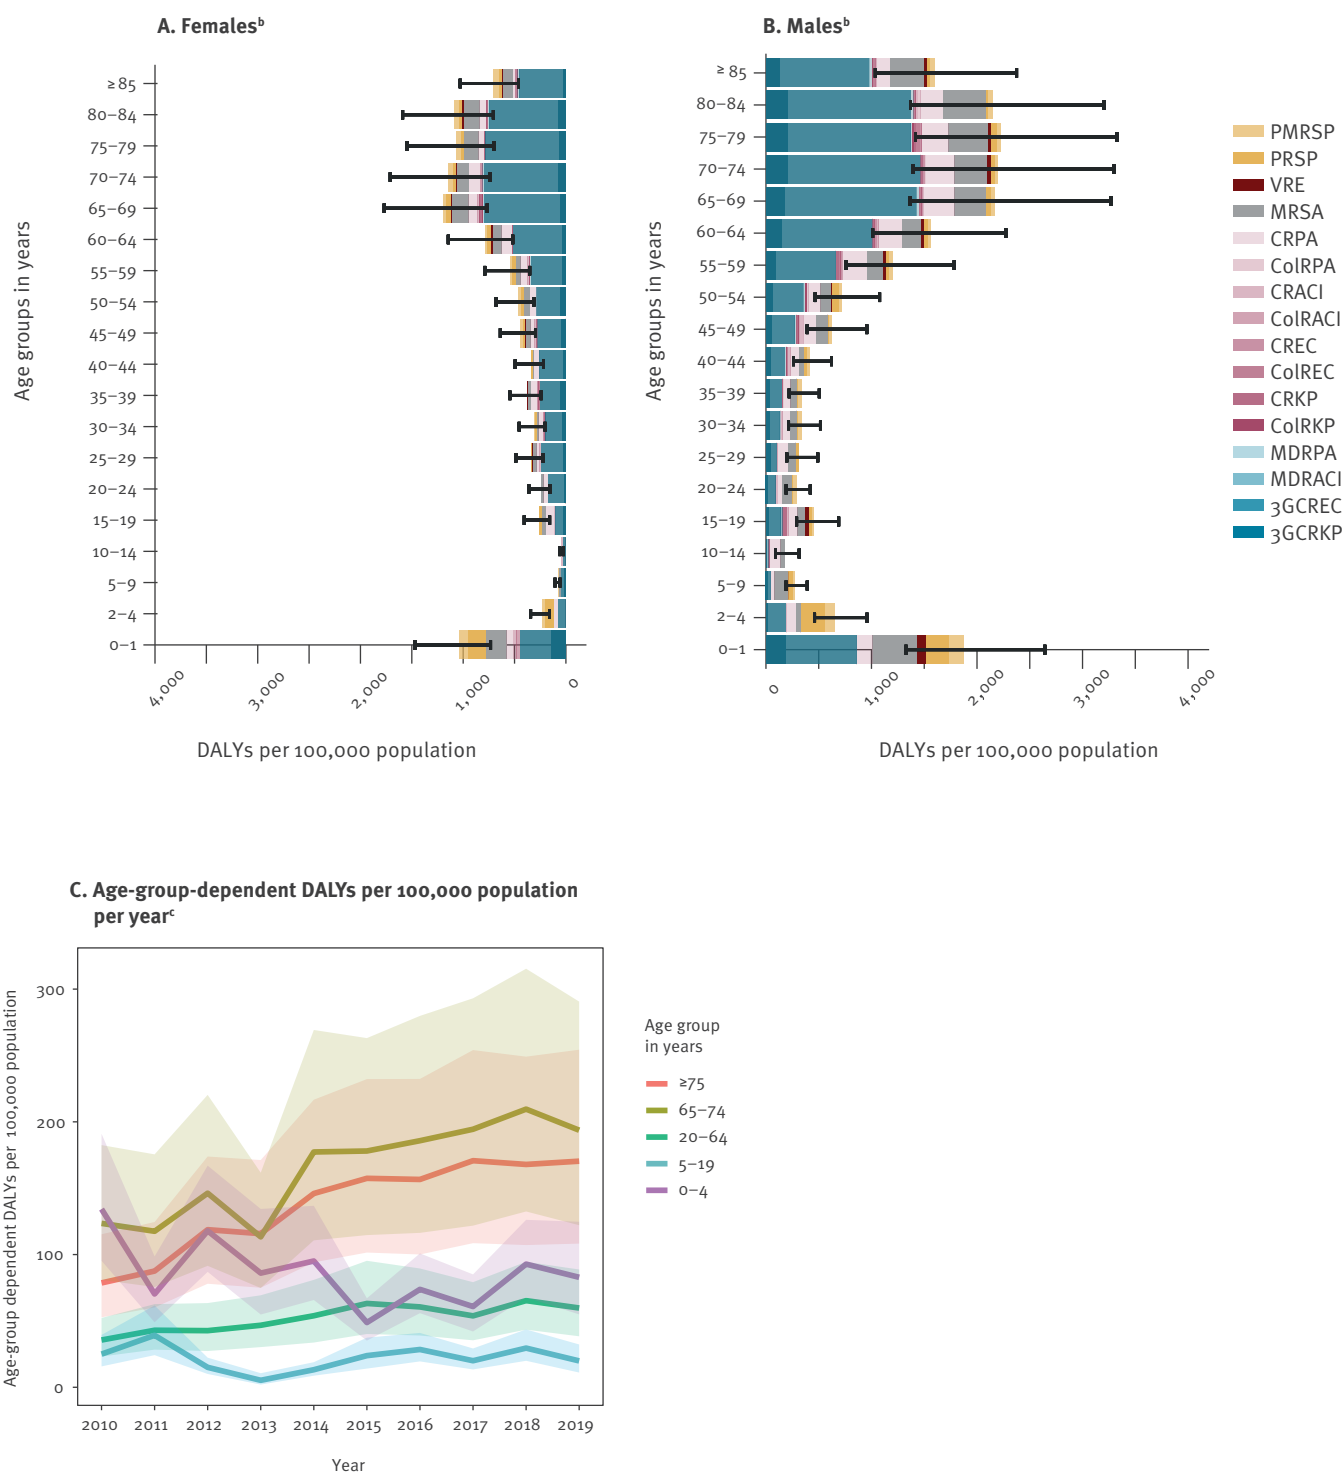 A. Femalesᵇ
≥ 85
80–84
75–79
70–74
65–69
60–64
55–59
50–54
45–49
40–44
35–39
30–34
25–29
20–24
15–19
10–14
5–9
2–4
0–1
Age groups in years
4,000
3,000
2,000
1,000
0
DALYs per 100,000 population
B. Malesᵇ
≥ 85
80–84
75–79
70–74
65–69
60–64
55–59
50–54
45–49
40–44
35–39
30–34
25–29
20–24
15–19
10–14
5–9
2–4
0–1
Age groups in years
0
1,000
2,000
3,000
4,000
DALYs per 100,000 population
PMRSP
PRSP
VRE
MRSA
CRPA
ColRPA
CRACI
ColRACI
CREC
ColREC
CRKP
ColRKP
MDRPA
MDRACI
3GCREC
3GCRKP
C. Age-group-dependent DALYs per 100,000 population
per yearᶜ
300
200
100
0
Age-group dependent DALYs per 100,000 population
2010
2011
2012
2013
2014
2015
2016
2017
2018
2019
Year
Age group
in years
≥75
65–74
20–64
5–19
0–4